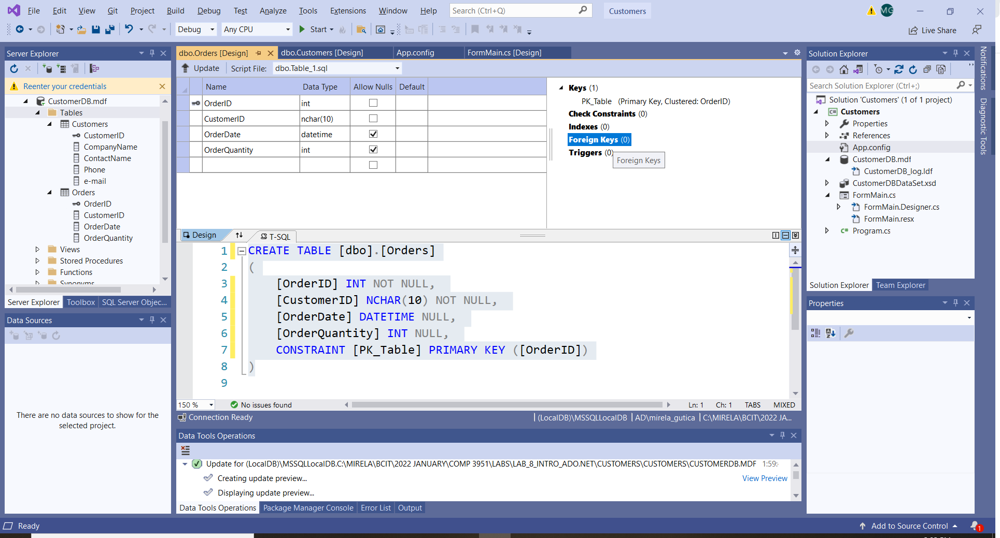 File Edit View Git Project Build Debug Test Analyze Tools Extensions Window Help Search (Ctrl+Q) Customers MG
Debug Any CPU Start Live Share
Server Explorer
Reenter your credentials
CustomerDB.mdf
Tables
Customers
CustomerID
CompanyName
ContactName
Phone
e-mail
Orders
OrderID
CustomerID
OrderDate
OrderQuantity
Views
Stored Procedures
Functions
Synonyms
Server Explorer Toolbox SQL Server Objec...
Data Sources
There are no data sources to show for the
selected project.
dbo.Orders [Design] dbo.Customers [Design] App.config FormMain.cs [Design]
Update Script File: dbo.Table_1.sql
Name Data Type Allow Nulls Default
OrderID int
CustomerID nchar(10)
OrderDate datetime
OrderQuantity int
Keys (1)
PK_Table (Primary Key, Clustered: OrderID)
Check Constraints (0)
Indexes (0)
Foreign Keys (0)
Triggers (0)
Foreign Keys
Design T-SQL
1 CREATE TABLE [dbo].[Orders]
2 (
3 [OrderID] INT NOT NULL,
4 [CustomerID] NCHAR(10) NOT NULL,
5 [OrderDate] DATETIME NULL,
6 [OrderQuantity] INT NULL,
7 CONSTRAINT [PK_Table] PRIMARY KEY ([OrderID])
8 )
9
150 % No issues found Ln: 1 Ch: 1 TABS MIXED
Connection Ready (LocalDB)\MSSQLLocalDB AD\mirela_gutica C:\MIRELA\BCIT\2022 JA...
Data Tools Operations
Update for (LocalDB)\MSSQLLocalDB.C:\MIRELA\BCIT\2022 JANUARY\COMP 3951\LABS\LAB_8_INTRO_ADO.NET\CUSTOMERS\CUSTOMERS\CUSTOMERDB.MDF 1:59:
Creating update preview... View Preview
Displaying update preview...
Data Tools Operations Package Manager Console Error List Output
Solution Explorer
Search Solution Explorer (Ctrl+;)
Solution 'Customers' (1 of 1 project)
C# Customers
Properties
References
App.config
CustomerDB.mdf
CustomerDB_log.ldf
CustomerDBDataSet.xsd
FormMain.cs
FormMain.Designer.cs
FormMain.resx
C# Program.cs
Solution Explorer Team Explorer
Properties
Notifications
Diagnostic Tools
Ready Add to Source Control 1